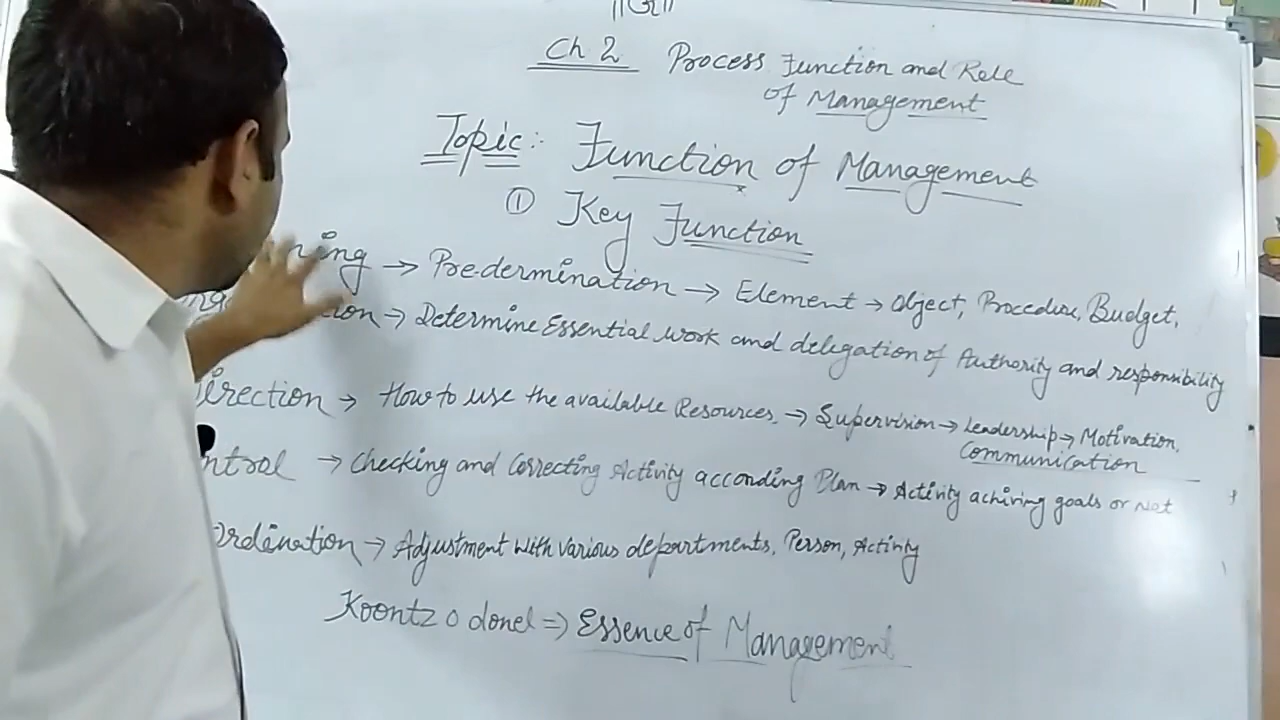 Ch 2 Process Function and Role
of Management
Topic: Function of Management
① Key Function
ning → Predermination → Element → Object, Procedure, Budget,
tion → Determine Essential work and delegation of Authority and responsibility
irection → How to use the available Resources. → Supervision → Leadership → Motivation,
Communication
ntrol → Checking and Correcting Activity according Plan → Activity achiving goals or not
ordination → Adjustment with various departments, Person, Activity
Koontz o donel ⇒ Essence of Management